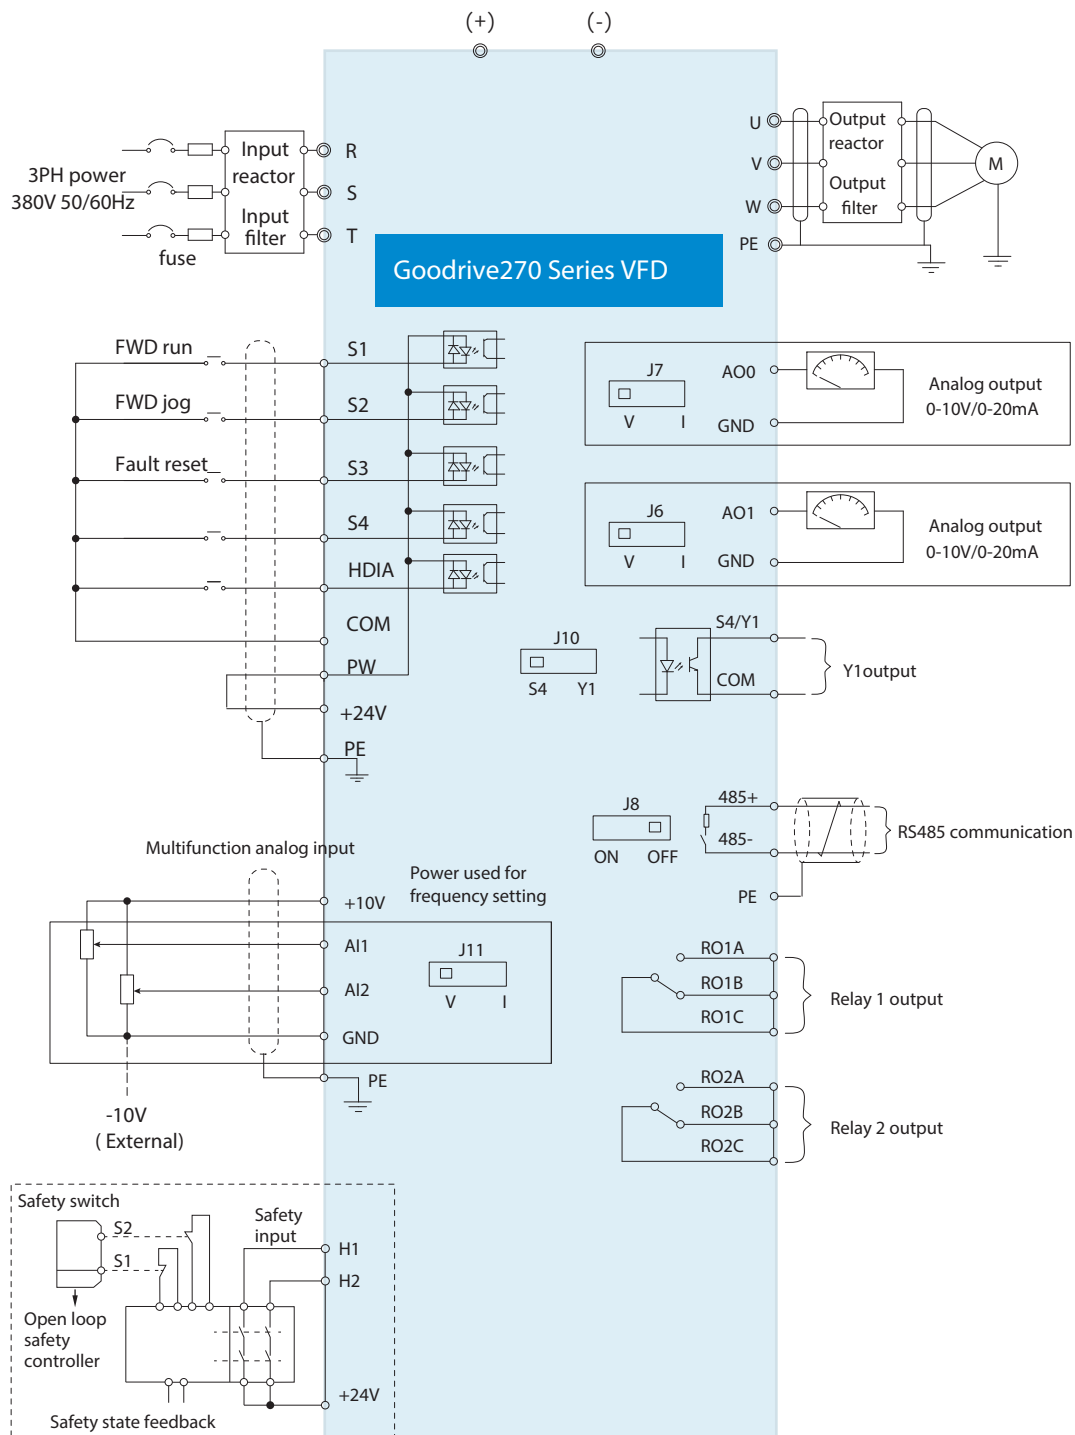 (+)
(-)
3PH power
380V 50/60Hz
fuse
Input
reactor
Input
filter
R
S
T
U
V
W
PE
Output
reactor
Output
filter
M
Goodrive270 Series VFD
FWD run
FWD jog
Fault reset
S1
S2
S3
S4
HDIA
COM
PW
+24V
PE
J7
V I
AO0
GND
Analog output
0-10V/0-20mA
J6
V I
AO1
GND
Analog output
0-10V/0-20mA
J10
S4 Y1
S4/Y1
COM
Y1output
J8
ON OFF
485+
485-
PE
RS485 communication
Multifunction analog input
Power used for
frequency setting
+10V
AI1
AI2
GND
PE
J11
V I
-10V
( External)
RO1A
RO1B
RO1C
Relay 1 output
RO2A
RO2B
RO2C
Relay 2 output
Safety switch
S2
S1
Open loop
safety
controller
Safety
input
H1
H2
+24V
Safety state feedback